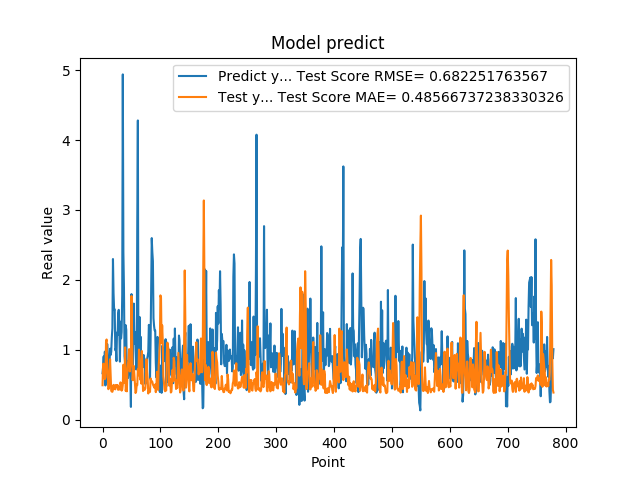 Model predict
Predict y... Test Score RMSE= 0.682251763567
Test y... Test Score MAE= 0.48566737238330326
Real value
5
4
3
2
1
0
0 100 200 300 400 500 600 700 800
Point